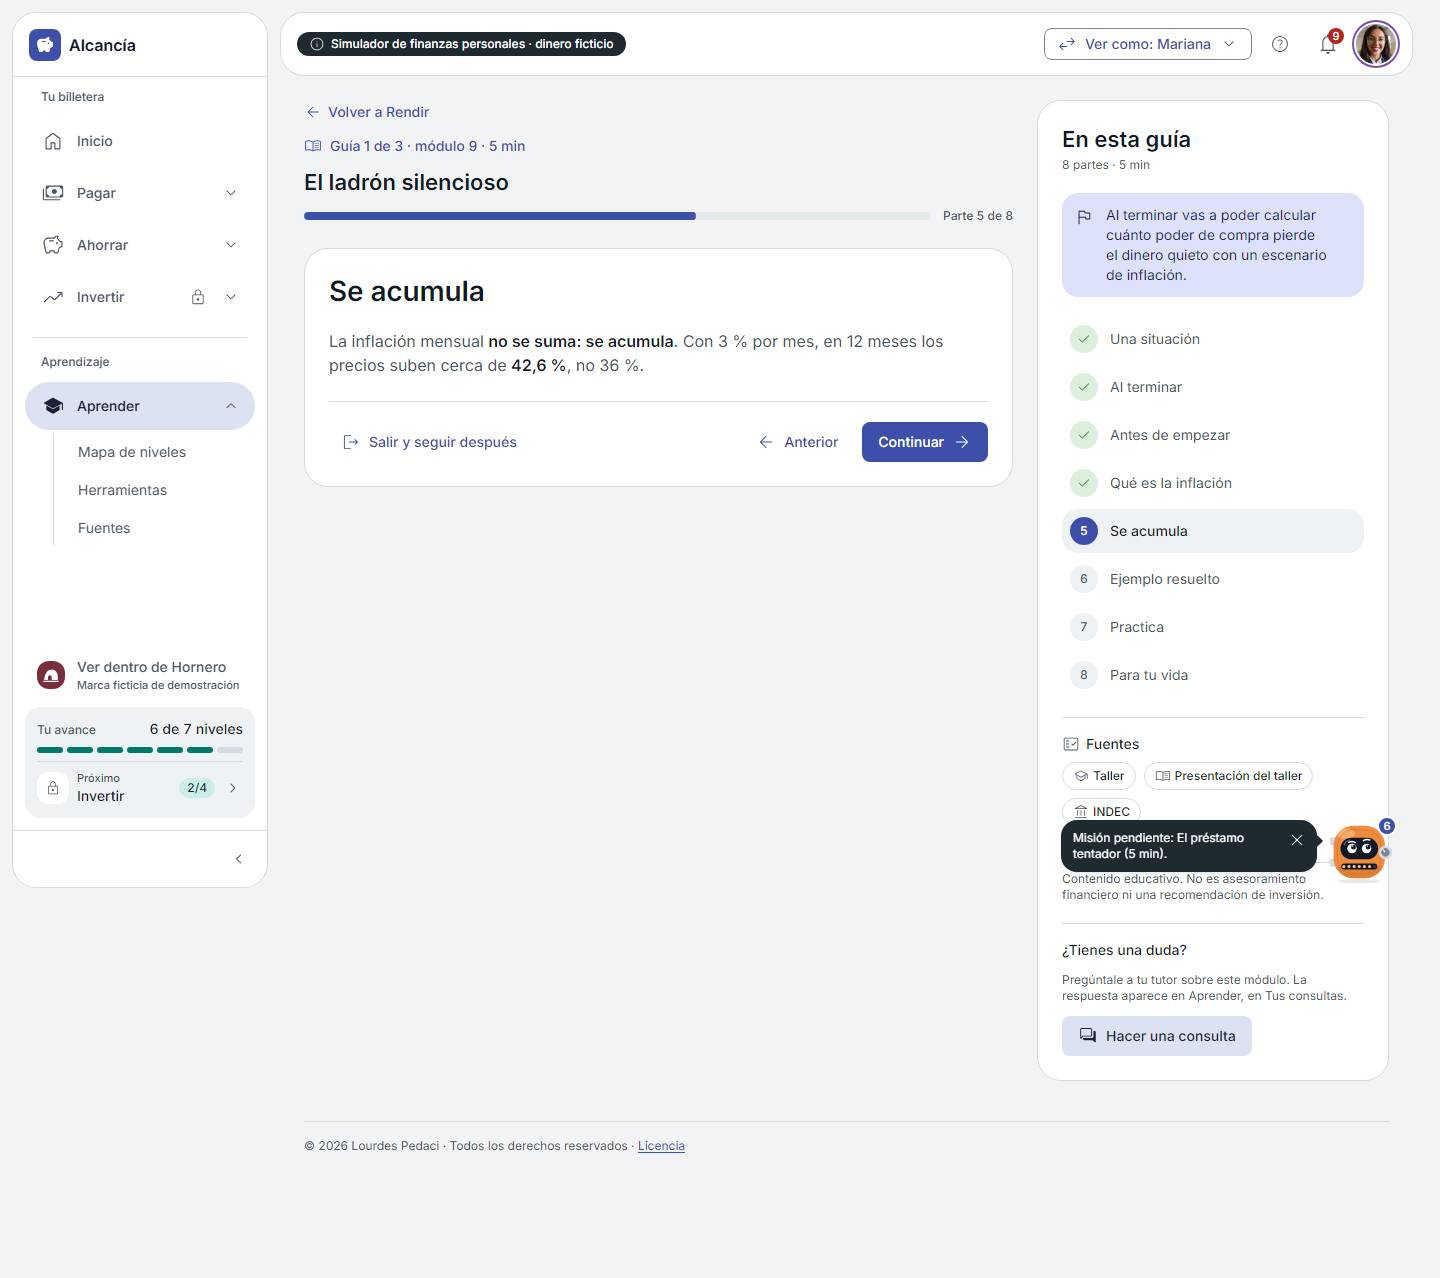 Alcancía
Tu billetera
Inicio
Pagar
Ahorrar
Invertir
Aprendizaje
Aprender
Mapa de niveles
Herramientas
Fuentes
Ver dentro de Hornero
Marca ficticia de demostración
Tu avance
6 de 7 niveles
Próximo
Invertir
2/4
Simulador de finanzas personales · dinero ficticio
Ver como: Mariana
9
Volver a Rendir
Guía 1 de 3 · módulo 9 · 5 min
El ladrón silencioso
Parte 5 de 8
Se acumula
La inflación mensual no se suma: se acumula. Con 3 % por mes, en 12 meses los
precios suben cerca de 42,6 %, no 36 %.
Salir y seguir después
Anterior
Continuar
En esta guía
8 partes · 5 min
Al terminar vas a poder calcular
cuánto poder de compra pierde
el dinero quieto con un escenario
de inflación.
Una situación
Al terminar
Antes de empezar
Qué es la inflación
5 Se acumula
6 Ejemplo resuelto
7 Practica
8 Para tu vida
Fuentes
Taller
Presentación del taller
INDEC
Misión pendiente: El préstamo
tentador (5 min).
6
Contenido educativo. No es asesoramiento
financiero ni una recomendación de inversión.
¿Tienes una duda?
Pregúntale a tu tutor sobre este módulo. La
respuesta aparece en Aprender, en Tus consultas.
Hacer una consulta
© 2026 Lourdes Pedaci · Todos los derechos reservados · Licencia